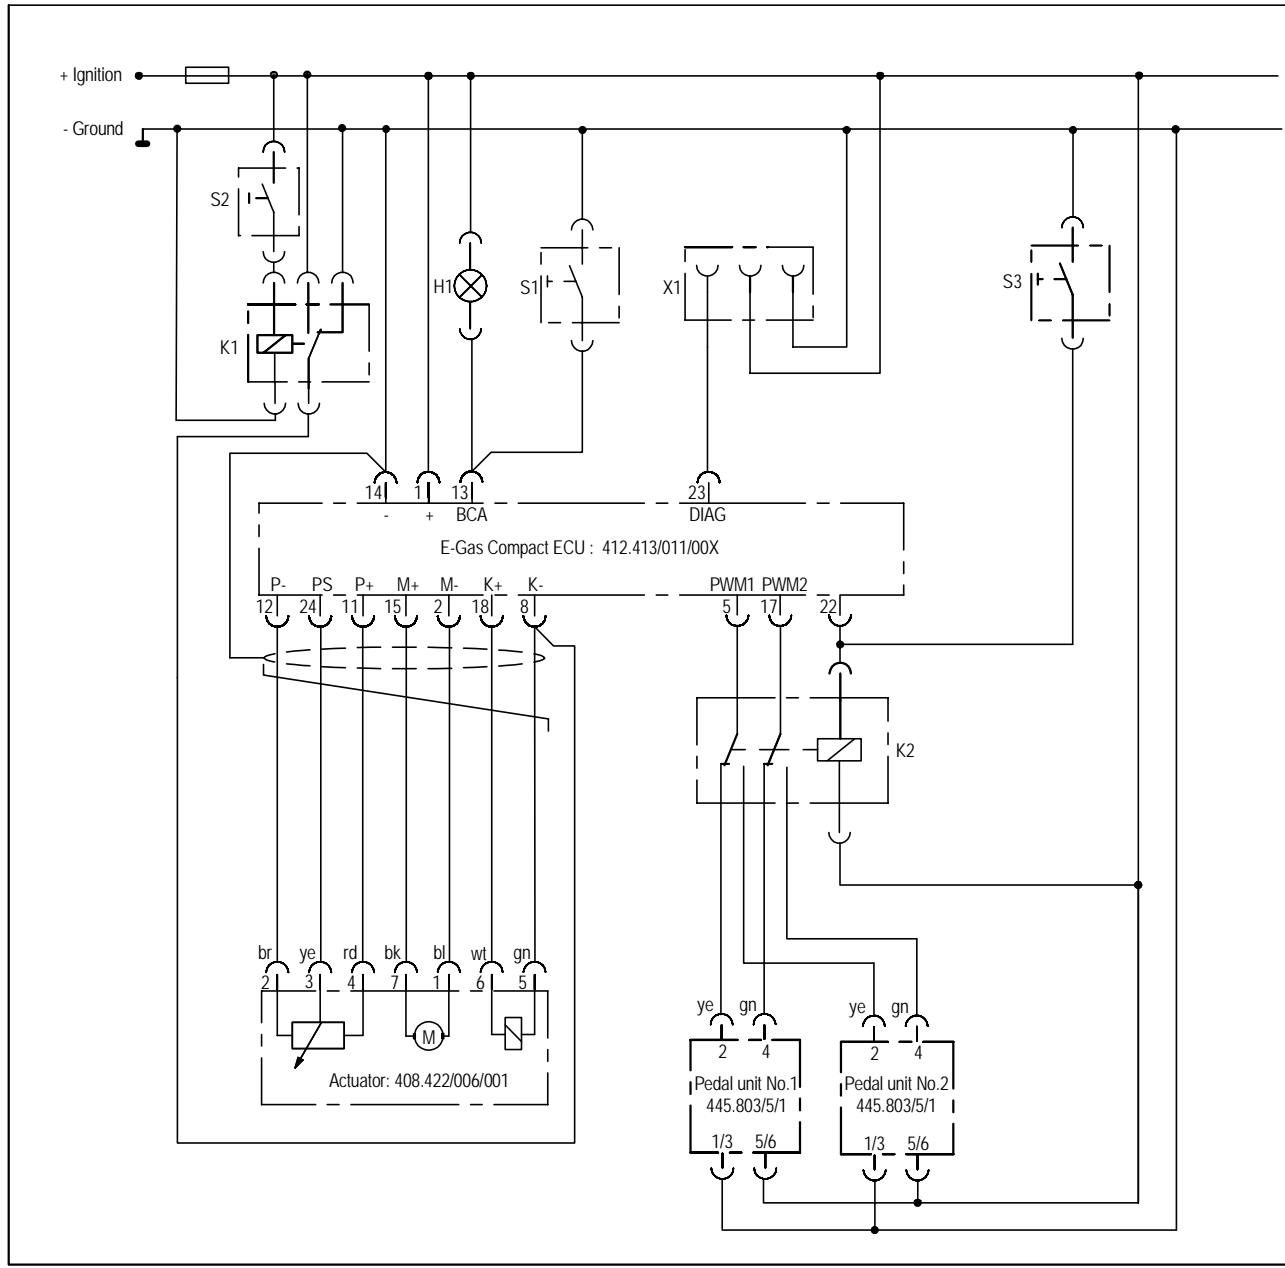 + Ignition
- Ground
S2
K1
H1
S1
X1
S3
14 1 13 23
- + BCA DIAG
E-Gas Compact ECU : 412.413/011/00X
P- PS P+ M+ M- K+ K- PWM1 PWM2
12 24 11 15 2 18 8 5 17 22
K2
br ye rd bk bl wt gn
2 3 4 7 1 6 5
M
Actuator: 408.422/006/001
ye gn ye gn
2 4 2 4
Pedal unit No.1
445.803/5/1
Pedal unit No.2
445.803/5/1
1/3 5/6 1/3 5/6